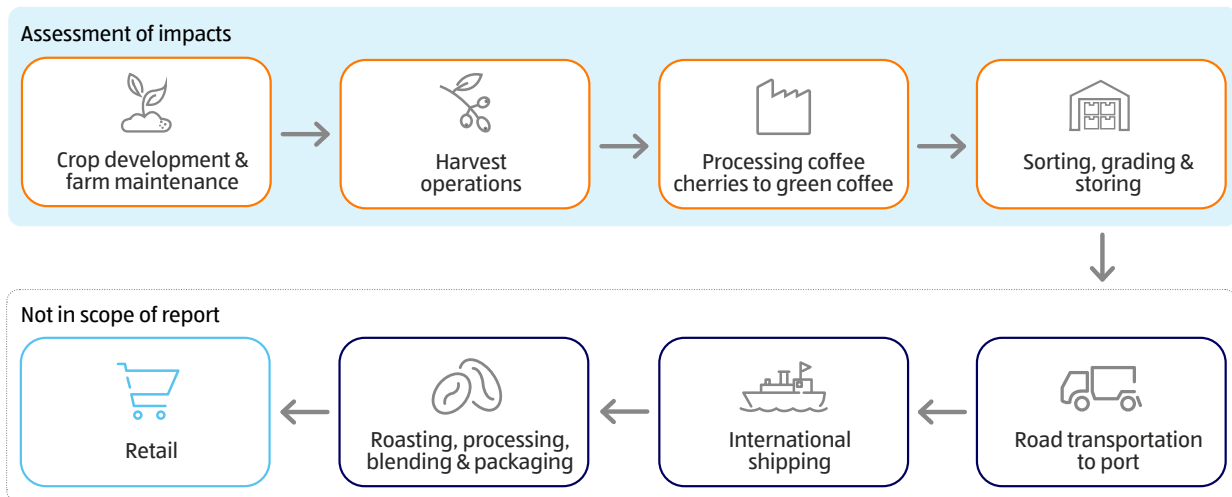 Assessment of impacts
Crop development &
farm maintenance
Harvest
operations
Processing coffee
cherries to green coffee
Sorting, grading &
storing
Not in scope of report
Retail
Roasting, processing,
blending & packaging
International
shipping
Road transportation
to port